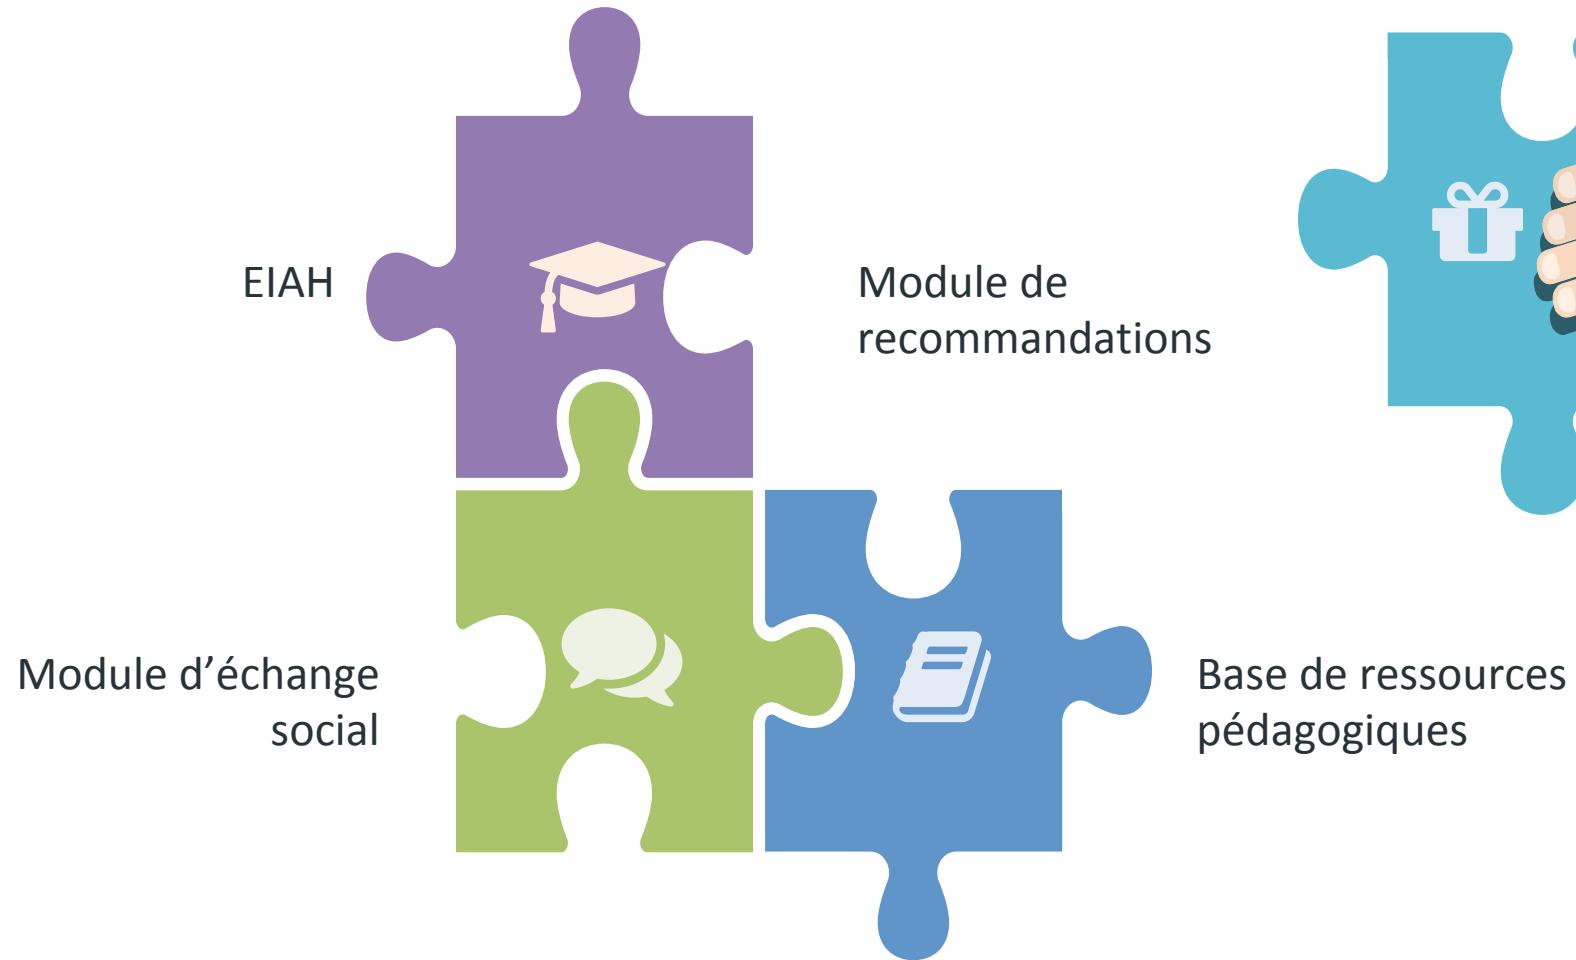 EIAH
Module de
recommandations
Module d’échange
social
Base de ressources
pédagogiques